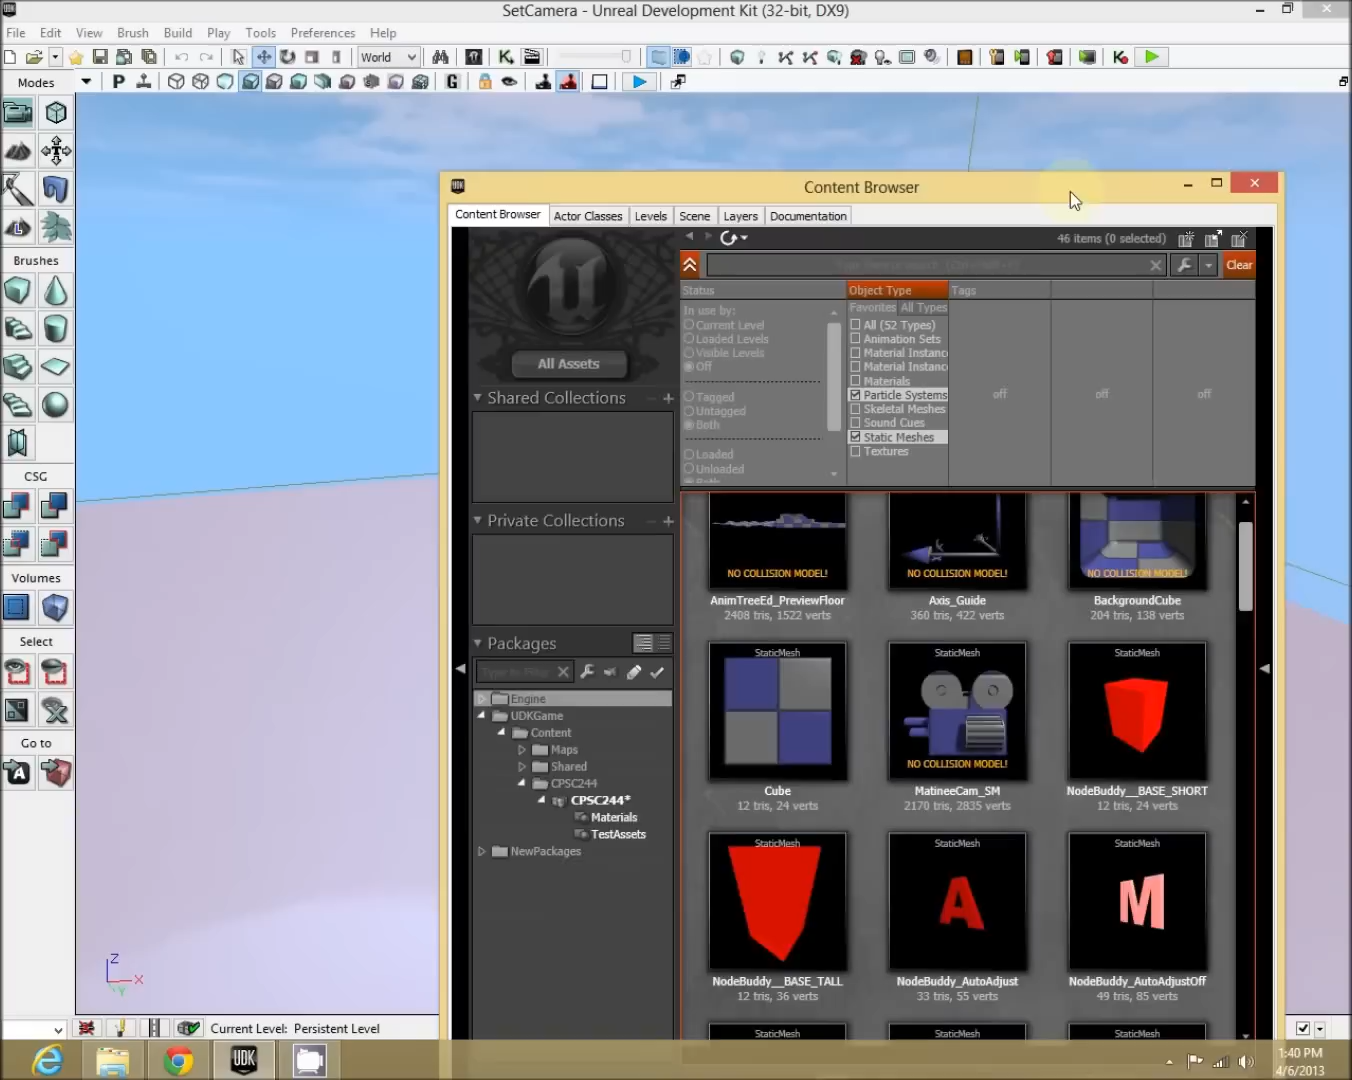 SetCamera - Unreal Development Kit (32-bit, DX9)
File Edit View Brush Build Play Tools Preferences Help
World
Modes
P
G
Brushes
CSG
Volumes
Select
Go to
Content Browser
Content Browser Actor Classes Levels Scene Layers Documentation
46 items (0 selected)
Clear
All Assets
Shared Collections
Private Collections
Packages
Engine
UDKGame
Content
Maps
Shared
CPSC244
CPSC244*
Materials
TestAssets
NewPackages
Status Object Type Tags
In use by:
Current Level
Loaded Levels
Visible Levels
Off
Tagged
Untagged
Both
Loaded
Unloaded
Favorites All Types
All (52 Types)
Animation Sets
Material Instanc
Material Instanc
Materials
Particle Systems
Skeletal Meshes
Sound Cues
Static Meshes
Textures
off off off
NO COLLISION MODEL! NO COLLISION MODEL! NO COLLISION MODEL!
AnimTreeEd_PreviewFloor Axis_Guide BackgroundCube
2408 tris, 1522 verts 360 tris, 422 verts 204 tris, 138 verts
StaticMesh StaticMesh StaticMesh
NO COLLISION MODEL!
Cube MatineeCam_SM NodeBuddy__BASE_SHORT
12 tris, 24 verts 2170 tris, 2835 verts 12 tris, 24 verts
StaticMesh StaticMesh StaticMesh
A M
NodeBuddy__BASE_TALL NodeBuddy_AutoAdjust NodeBuddy_AutoAdjustOff
12 tris, 36 verts 33 tris, 55 verts 49 tris, 85 verts
StaticMesh StaticMesh StaticMesh
Z
X
Y
Current Level: Persistent Level
UDK
1:40 PM
4/6/2013